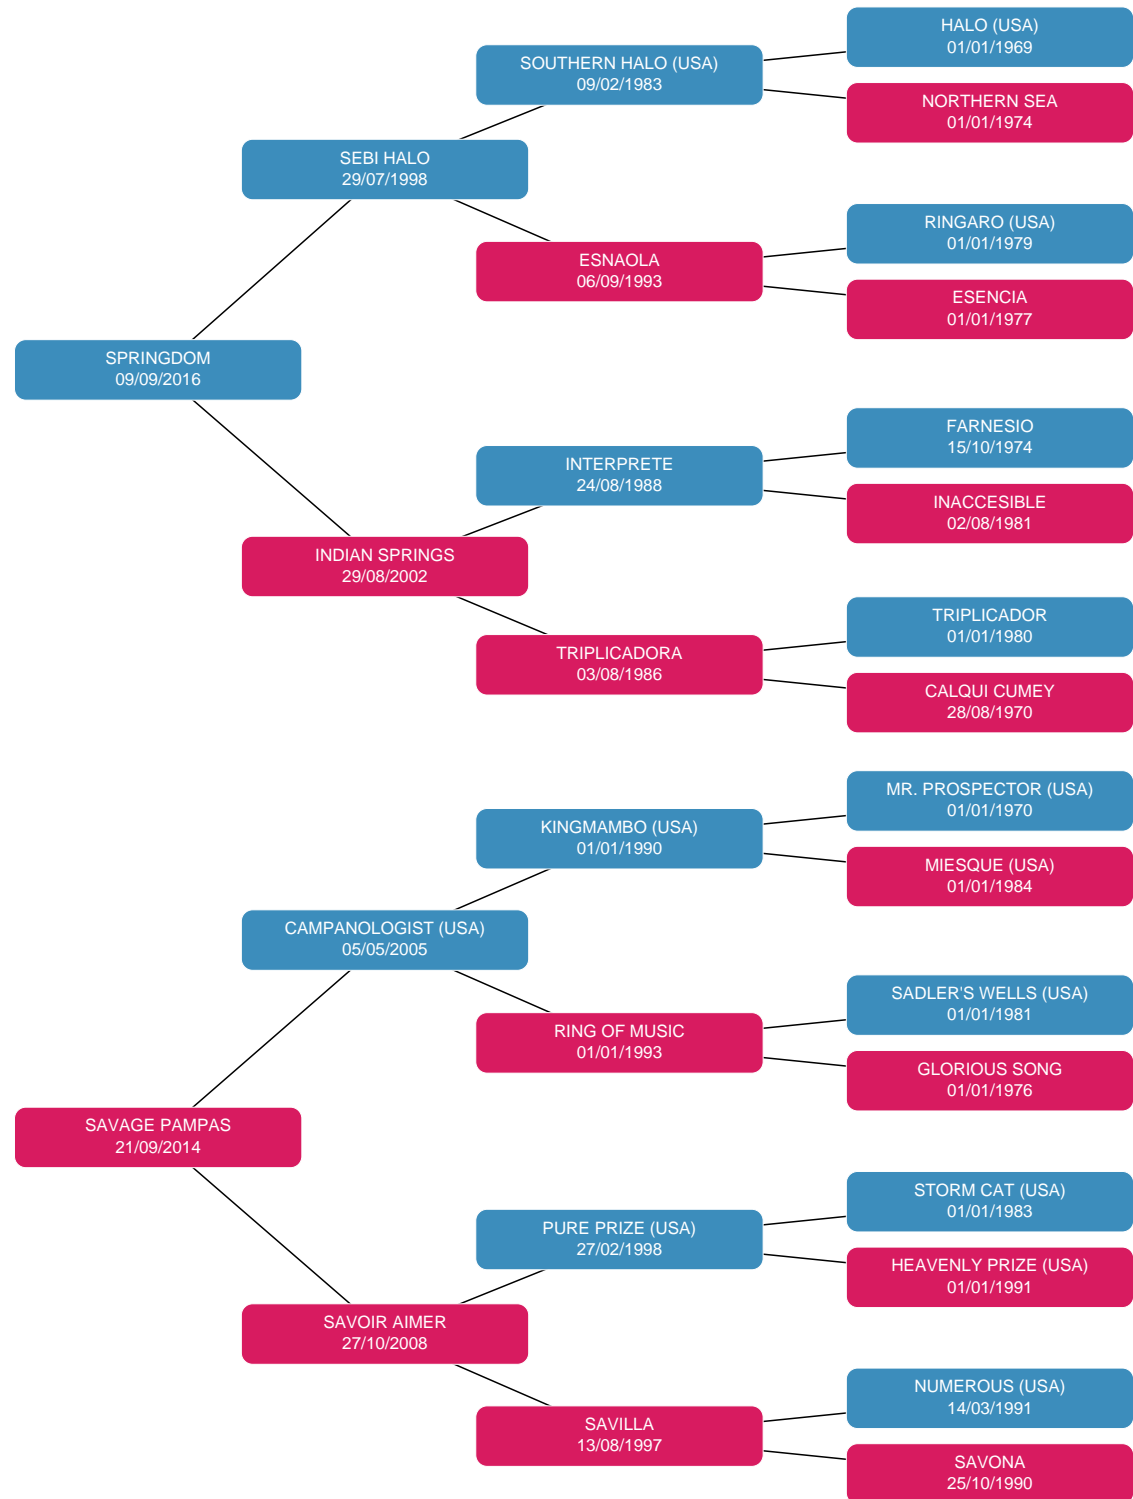 HALO (USA)
01/01/1969
SOUTHERN HALO (USA)
09/02/1983
NORTHERN SEA
01/01/1974
SEBI HALO
29/07/1998
RINGARO (USA)
01/01/1979
ESNAOLA
06/09/1993
ESENCIA
01/01/1977
SPRINGDOM
09/09/2016
FARNESIO
15/10/1974
INTERPRETE
24/08/1988
INACCESIBLE
02/08/1981
INDIAN SPRINGS
29/08/2002
TRIPLICADOR
01/01/1980
TRIPLICADORA
03/08/1986
CALQUI CUMEY
28/08/1970
MR. PROSPECTOR (USA)
01/01/1970
KINGMAMBO (USA)
01/01/1990
MIESQUE (USA)
01/01/1984
CAMPANOLOGIST (USA)
05/05/2005
SADLER'S WELLS (USA)
01/01/1981
RING OF MUSIC
01/01/1993
GLORIOUS SONG
01/01/1976
SAVAGE PAMPAS
21/09/2014
STORM CAT (USA)
01/01/1983
PURE PRIZE (USA)
27/02/1998
HEAVENLY PRIZE (USA)
01/01/1991
SAVOIR AIMER
27/10/2008
NUMEROUS (USA)
14/03/1991
SAVILLA
13/08/1997
SAVONA
25/10/1990